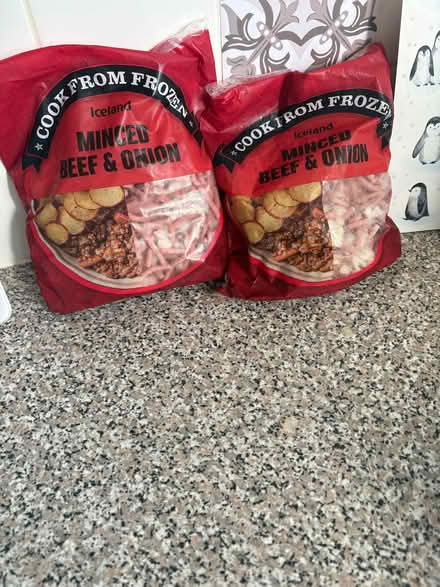 COOK FROM FROZEN
Iceland
MINCED
BEEF & ONION
COOK FROM FROZEN
Iceland
MINCED
BEEF & ONION